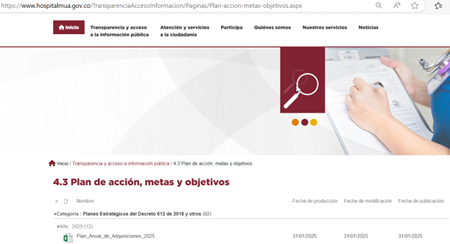 https://www.hospitalmua.gov.co/TransparenciaAccesoInformacion/Paginas/Plan-accion-metas-objetivos.aspx
Inicio
Transparencia y acceso a la información pública
Atención y servicios a la ciudadanía
Participa
Quiénes somos
Nuestros servicios
Noticias
Inicio / Transparencia y acceso a información pública / 4.3 Plan de acción, metas y objetivos
4.3 Plan de acción, metas y objetivos
Nombre Fecha de producción Fecha de modificación Fecha de publicación
Categoría : Planes Estratégicos del Decreto 612 de 2018 y otros (92)
Año: 2025 (12)
Plan_Anual_de_Adquisiciones_2025 31/01/2025 31/01/2025 31/01/2025